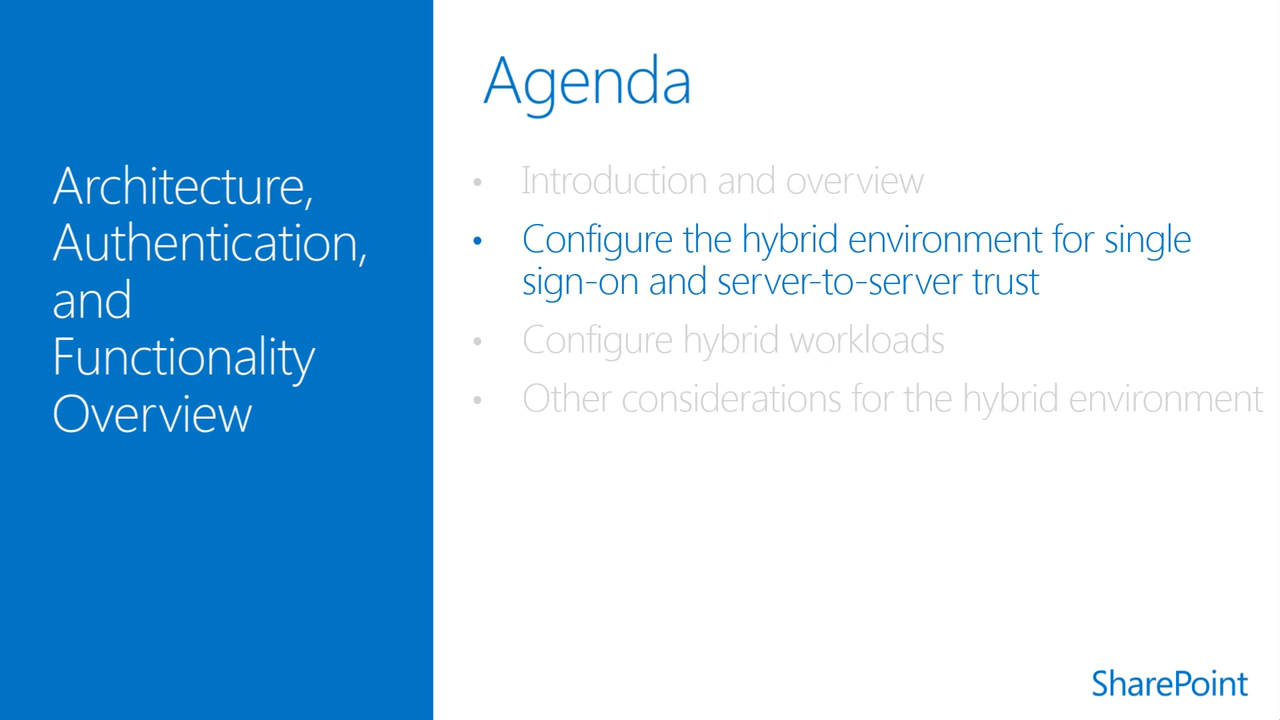 Architecture,
Authentication,
and
Functionality
Overview
Agenda
• Introduction and overview
• Configure the hybrid environment for single
sign-on and server-to-server trust
• Configure hybrid workloads
• Other considerations for the hybrid environment
SharePoint